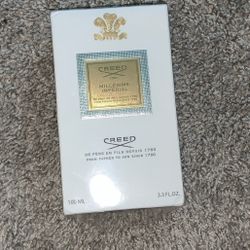 CREED
MILLESIME
IMPERIAL
CREED
DE PERE EN FILS DEPUIS 1760
FROM FATHER TO SON SINCE 1760
100 ML
3.3 FL.OZ.